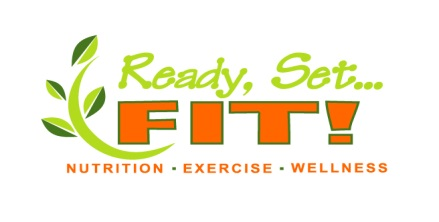 Ready, Set...
FIT!
NUTRITION - EXERCISE - WELLNESS